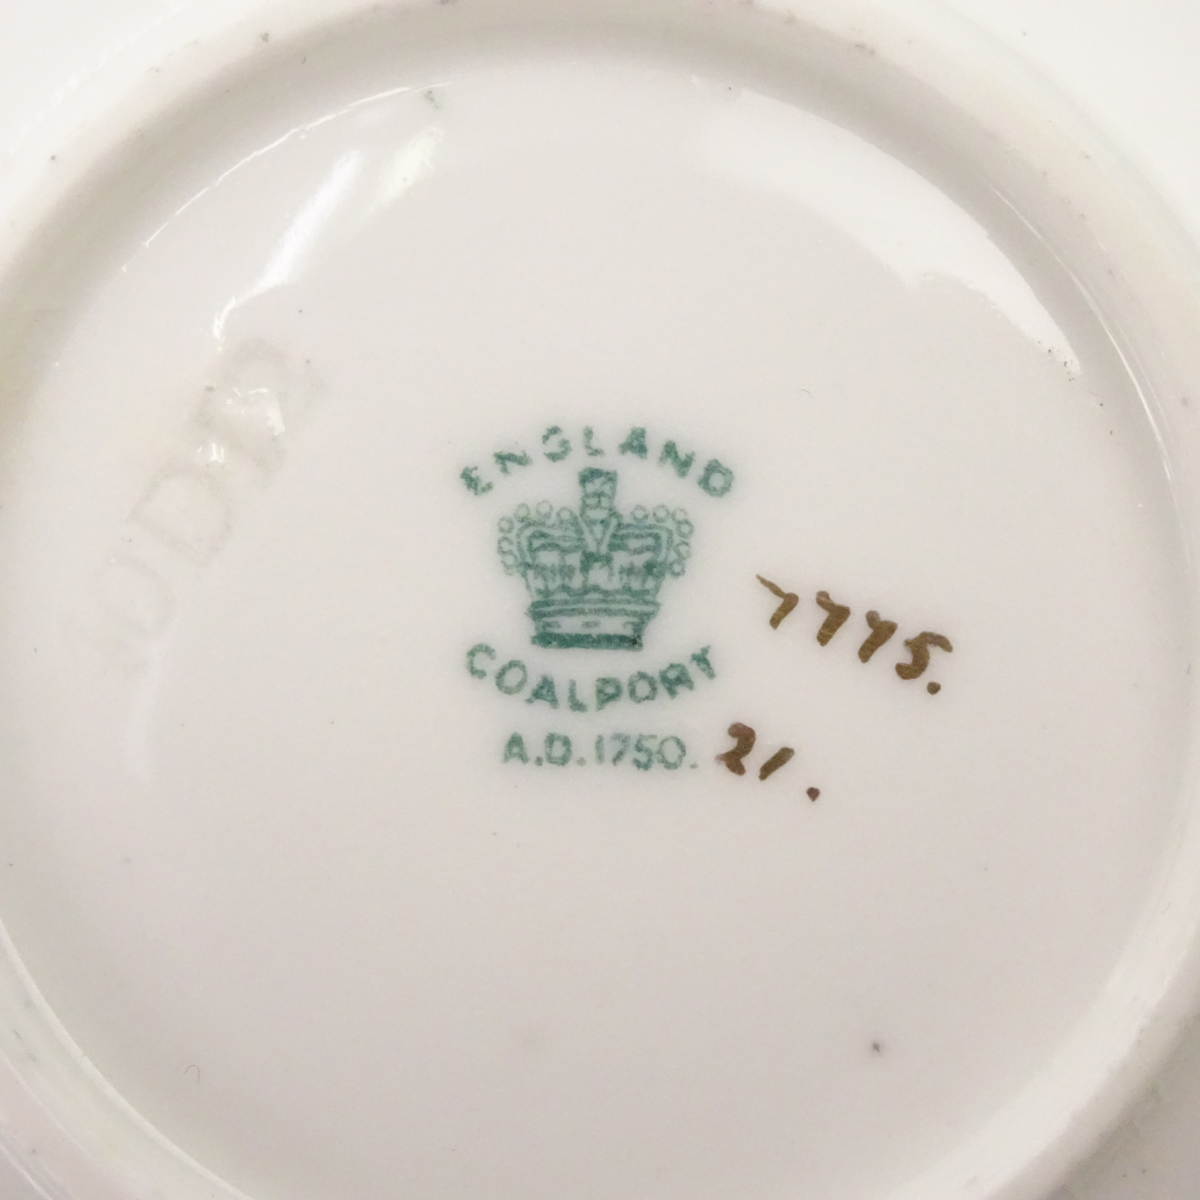 ENGLAND
COALPORT
A.D.1750.
7775.
21.